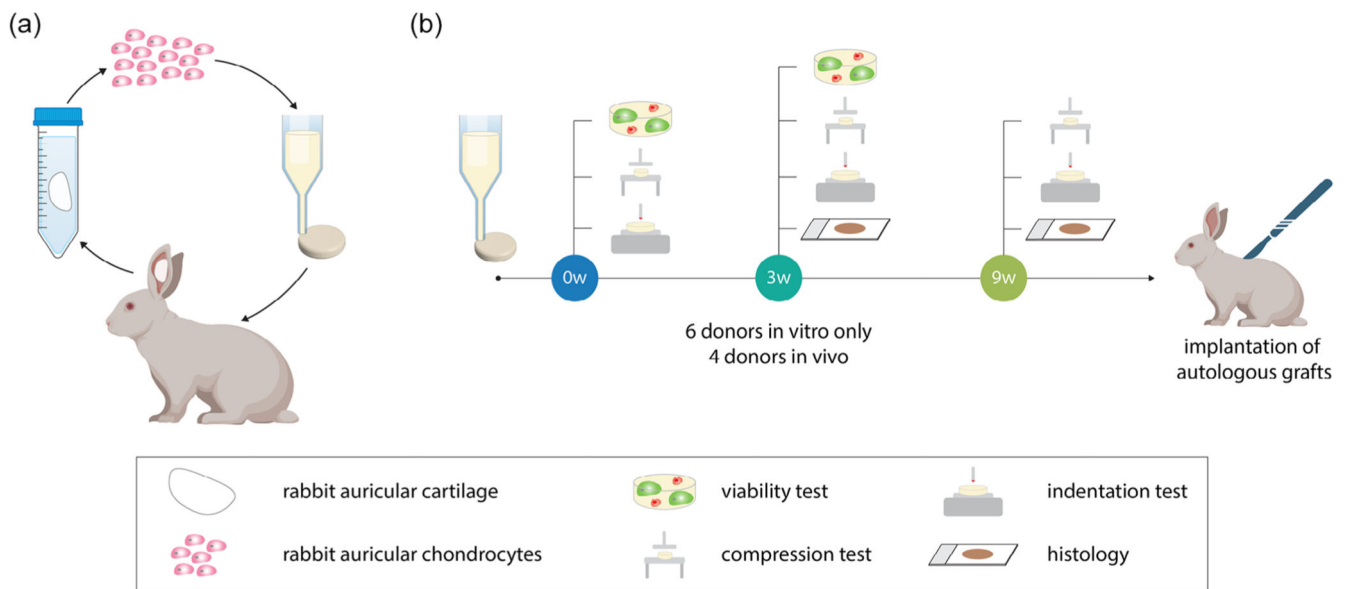 (a)
(b)
0w
3w
9w
6 donors in vitro only
4 donors in vivo
implantation of
autologous grafts
rabbit auricular cartilage
viability test
indentation test
rabbit auricular chondrocytes
compression test
histology